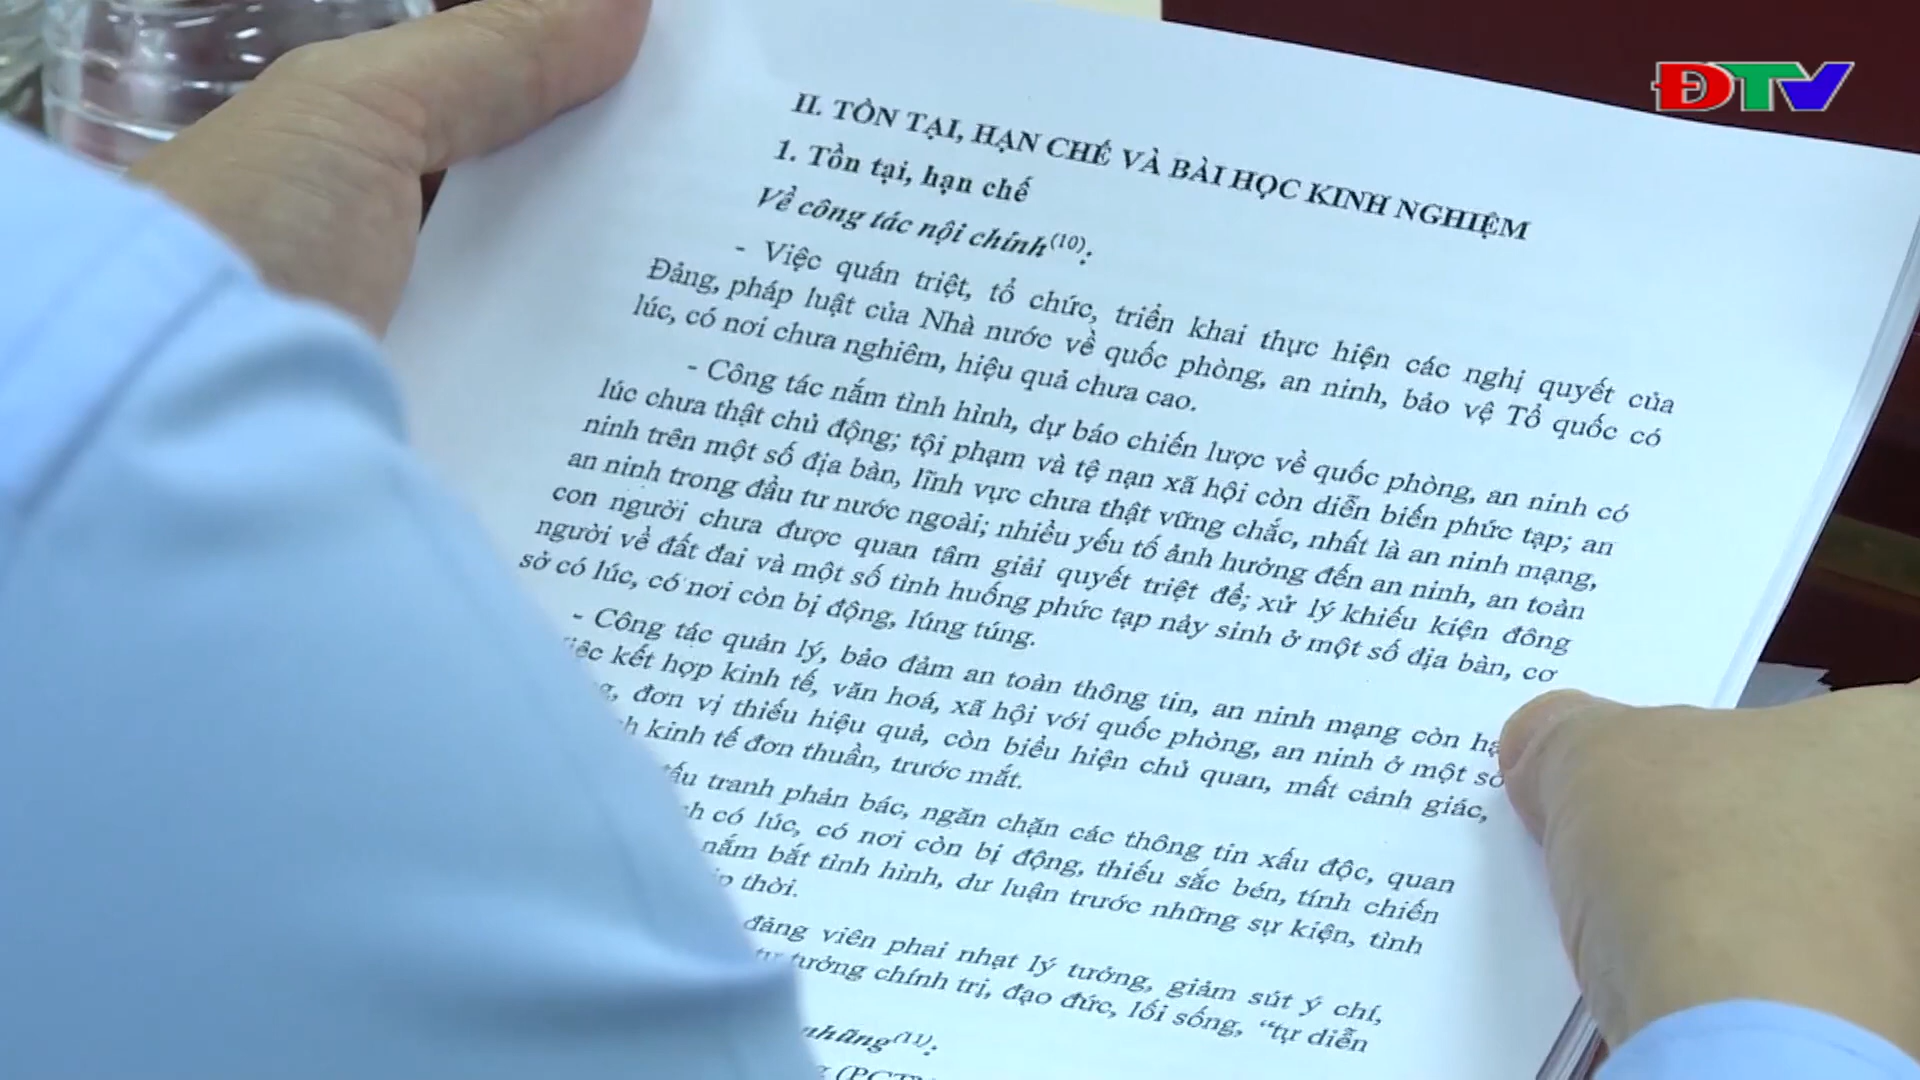 ĐTV
II. TỒN TẠI, HẠN CHẾ VÀ BÀI HỌC KINH NGHIỆM
1. Tồn tại, hạn chế
Về công tác nội chính(10):
- Việc quán triệt, tổ chức, triển khai thực hiện các nghị quyết của
Đảng, pháp luật của Nhà nước về quốc phòng, an ninh, bảo vệ Tổ quốc có
lúc, có nơi chưa nghiêm, hiệu quả chưa cao.
- Công tác nắm tình hình, dự báo chiến lược về quốc phòng, an ninh có
lúc chưa thật chủ động; tội phạm và tệ nạn xã hội còn diễn biến phức tạp; an
ninh trên một số địa bàn, lĩnh vực chưa thật vững chắc, nhất là an ninh mạng,
an ninh trong đầu tư nước ngoài; nhiều yếu tố ảnh hưởng đến an ninh, an toàn
con người chưa được quan tâm giải quyết triệt để; xử lý khiếu kiện đông
người về đất đai và một số tình huống phức tạp nảy sinh ở một số địa bàn, cơ
sở có lúc, có nơi còn bị động, lúng túng.
- Công tác quản lý, bảo đảm an toàn thông tin, an ninh mạng còn
kết hợp kinh tế, văn hoá, xã hội với quốc phòng, an ninh ở một số
đơn vị thiếu hiệu quả, còn biểu hiện chủ quan, mất cảnh giác,
kinh tế đơn thuần, trước mắt.
tranh phản bác, ngăn chặn các thông tin xấu độc, quan
có lúc, có nơi còn bị động, thiếu sắc bén, tính chiến
nắm bắt tình hình, dư luận trước những sự kiện, tình
thời.
đảng viên phai nhạt lý tưởng, giảm sút ý chí,
tư tưởng chính trị, đạo đức, lối sống, “tự diễn
nhũng(11):